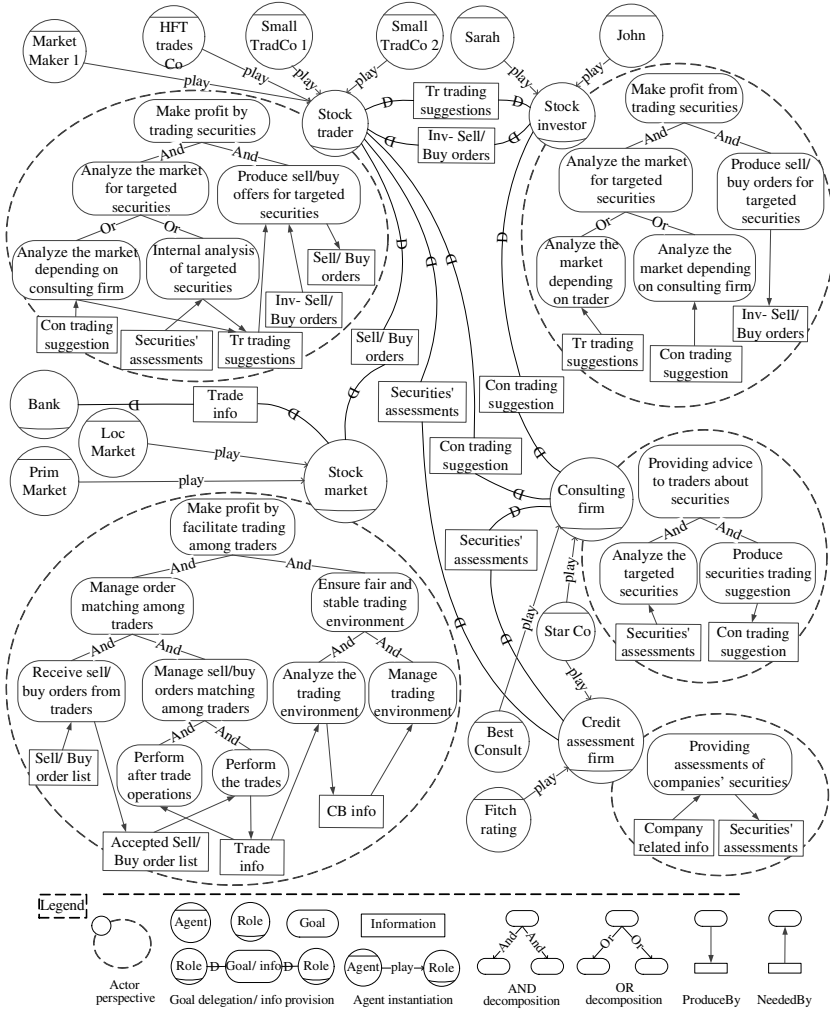 Market
Maker 1
HFT
trades
Co
Small
TradCo 1
Small
TradCo 2
Sarah
John
play
play
play
play
play
play
Stock
trader
D
Tr trading
suggestions
D
D
Inv- Sell/
Buy orders
D
Stock
investor
Make profit by
trading securities
And
And
Analyze the market
for targeted
securities
Produce sell/buy
offers for targeted
securities
Or
Or
Analyze the market
depending on
consulting firm
Internal analysis
of targeted
securities
Sell/ Buy
orders
Inv- Sell/
Buy orders
Con trading
suggestion
Securities'
assessments
Tr trading
suggestions
Make profit from
trading securities
And
And
Analyze the market
for targeted
securities
Produce sell/
buy orders for
targeted
securities
Or
Or
Analyze the
market
depending
on trader
Analyze the
market depending
on consulting firm
Inv- Sell/
Buy orders
Tr trading
suggestions
Con trading
suggestion
D
D
D
D
Sell/ Buy
orders
D
Securities'
assessments
Con trading
suggestion
Con trading
suggestion
D
D
Bank
D
Trade
info
D
Loc
Market
play
Prim
Market
play
Stock
market
Consulting
firm
D
Securities'
assessments
D
D
Providing advice
to traders about
securities
And
And
Analyze the
targeted
securities
Produce
securities trading
suggestion
Securities'
assessments
Con trading
suggestion
Make profit by
facilitate trading
among traders
And
And
Manage order
matching among
traders
Ensure fair and
stable trading
environment
And
And
And
And
Receive sell/
buy orders from
traders
Manage sell/buy
orders matching
among traders
Analyze the
trading
environment
Manage
trading
environment
And
And
Sell/ Buy
order list
Perform
after trade
operations
Perform
the trades
CB info
Accepted Sell/
Buy order list
Trade
info
play
play
Star Co
play
Best
Consult
Credit
assessment
firm
play
Fitch
rating
Providing
assessments of
companies’ securities
Company
related info
Securities'
assessments
Legend
Actor
perspective
Agent
Role
Goal
Information
Role
D
Goal/ info
D
Role
Goal delegation/ info provision
Agent
play
Role
Agent instantiation
And
And
AND
decomposition
Or
Or
OR
decomposition
ProduceBy
NeededBy